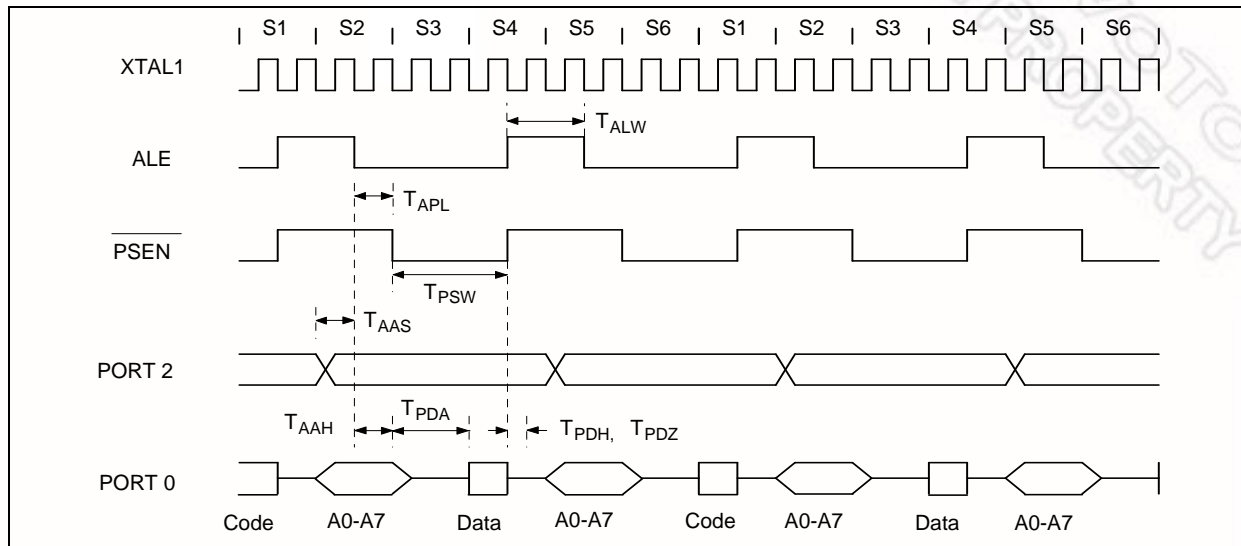 S1 S2 S3 S4 S5 S6 S1 S2 S3 S4 S5 S6
XTAL1
TALW
ALE
TAPL
PSEN
TPSW
TAAS
PORT 2
TAAH TPDA TPDH, TPDZ
PORT 0
Code A0-A7 Data A0-A7 Code A0-A7 Data A0-A7